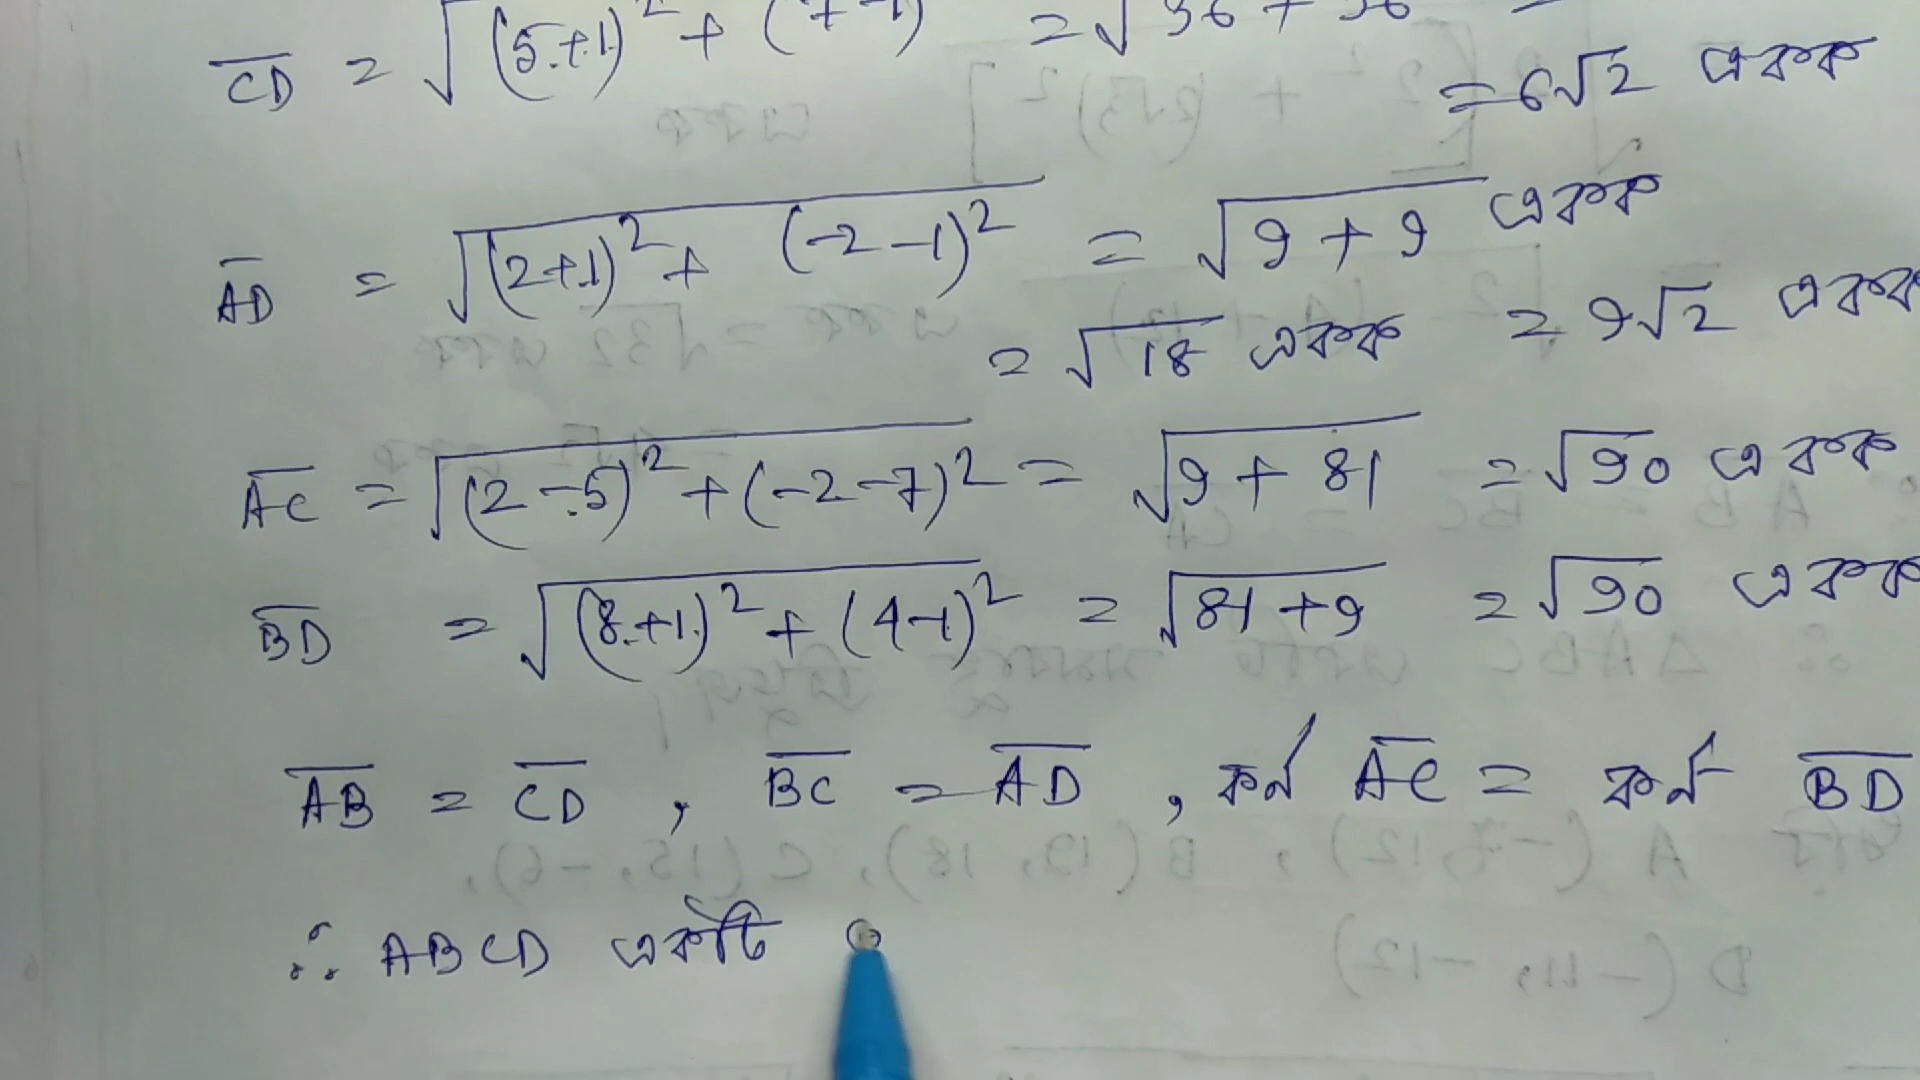 CD = √(5+1)² + (7-1)² = √36 + 36
= 6√2 একক
AD = √(2+1)² + (-2-1)² = √9+9 একক
= √18 একক = 9√2 একক
AC = √(2-5)² + (-2-7)² = √9 + 81 = √90 একক
BD = √(8+1)² + (4-1)² = √81+9 = √90 একক
AB = CD, BC = AD, কর্ন AC = কর্ন BD
∴ ABCD একটি